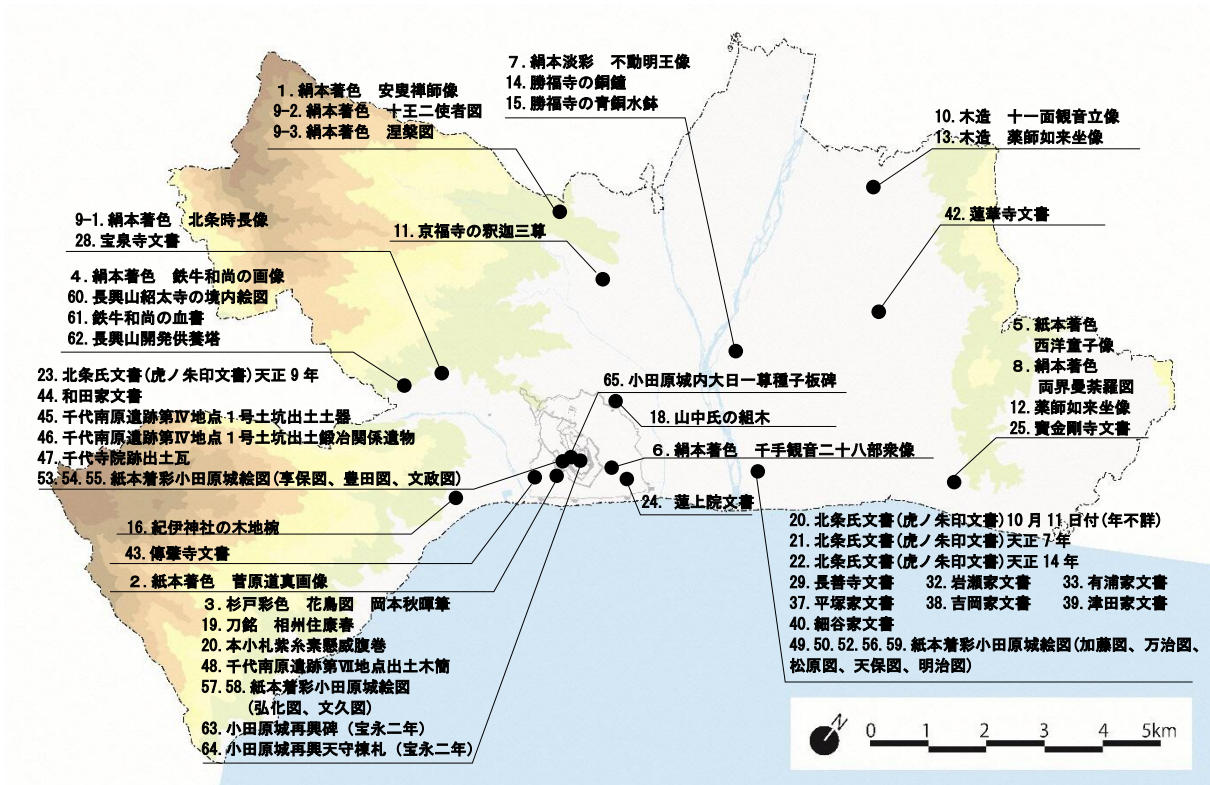 7.絹本淡彩　不動明王像
14.勝福寺の銅鐘
15.勝福寺の青銅水鉢
1.絹本著色　安叟禅師像
9-2.絹本著色　十王二使者図
9-3.絹本著色　涅槃図
10.木造　十一面観音立像
13.木造　薬師如来坐像
42.蓮華寺文書
9-1.絹本著色　北条時長像
28.宝泉寺文書
11.京福寺の釈迦三尊
4.絹本著色　鉄牛和尚の画像
60.長興山紹太寺の境内絵図
61.鉄牛和尚の血書
62.長興山開発供養塔
5.紙本著色
西洋童子像
8.絹本著色
両界曼荼羅図
12.薬師如来坐像
25.寳金剛寺文書
23.北条氏文書(虎ノ朱印文書)天正9年
44.和田家文書
45.千代南原遺跡第Ⅳ地点1号土坑出土土器
46.千代南原遺跡第Ⅳ地点1号土坑出土鍛冶関係遺物
47.千代寺院跡出土瓦
53.54.55.紙本着彩小田原城絵図(享保図、豊田図、文政図)
65.小田原城内大日一尊種子板碑
18.山中氏の組木
6.絹本著色　千手観音二十八部衆像
24.蓮上院文書
16.紀伊神社の木地椀
43.傳肇寺文書
2.紙本著色　菅原道真画像
3.杉戸彩色　花鳥図　岡本秋暉筆
19.刀銘　相州住康春
20.本小札紫糸素懸威腹巻
48.千代南原遺跡第Ⅶ地点出土木簡
57.58.紙本着彩小田原城絵図
(弘化図、文久図)
63.小田原城再興碑（宝永二年）
64.小田原城再興天守棟札（宝永二年）
20.北条氏文書(虎ノ朱印文書)10月11日付(年不詳)
21.北条氏文書(虎ノ朱印文書)天正7年
22.北条氏文書(虎ノ朱印文書)天正14年
29.長善寺文書　32.岩瀬家文書　33.有浦家文書
37.平塚家文書　38.吉岡家文書　39.津田家文書
40.細谷家文書
49.50.52.56.59.紙本着彩小田原城絵図(加藤図、万治図、
松原図、天保図、明治図)
N
0 1 2 3 4 5km